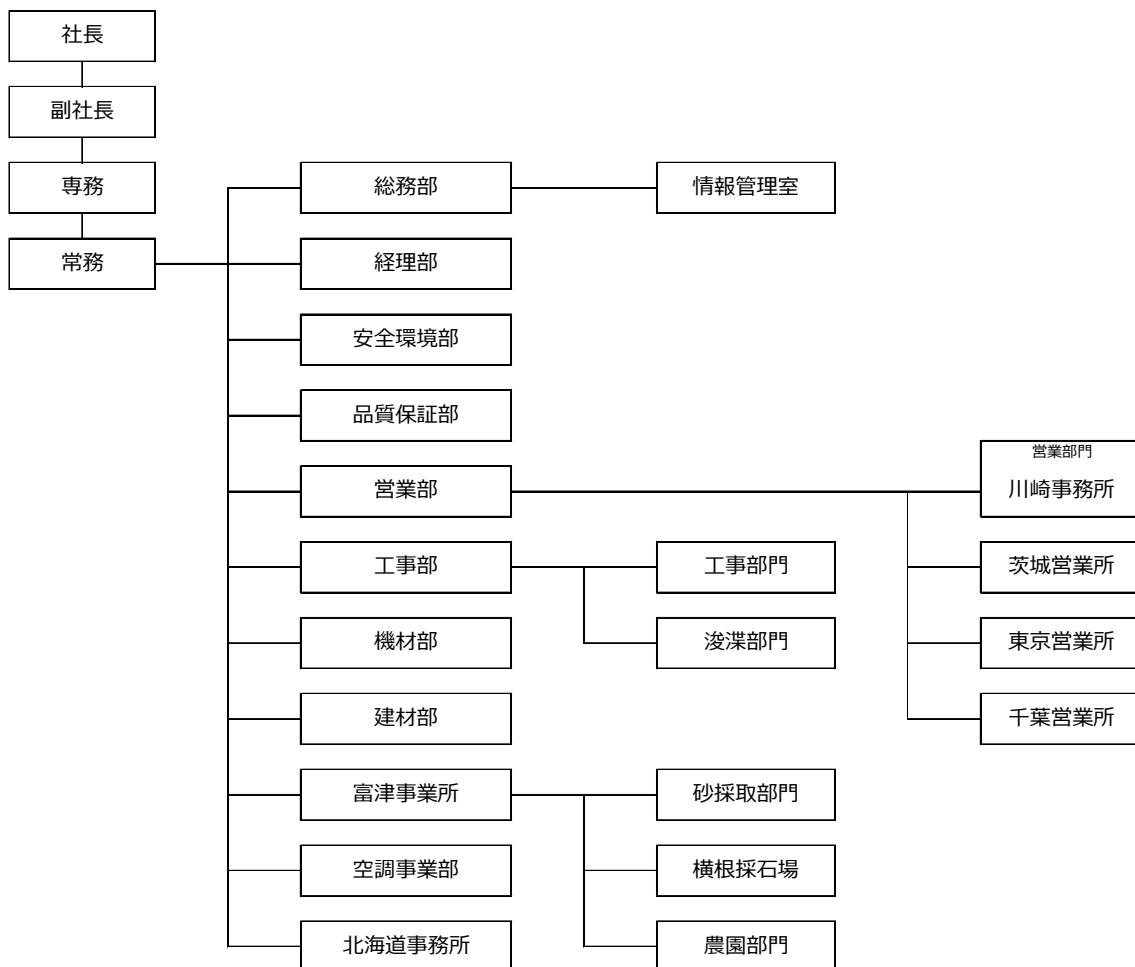 社長
副社長
専務
総務部
情報管理室
常務
経理部
安全環境部
品質保証部
営業部門
営業部
川崎事務所
工事部
工事部門
茨城営業所
機材部
浚渫部門
東京営業所
建材部
千葉営業所
富津事業所
砂採取部門
空調事業部
横根採石場
北海道事務所
農園部門